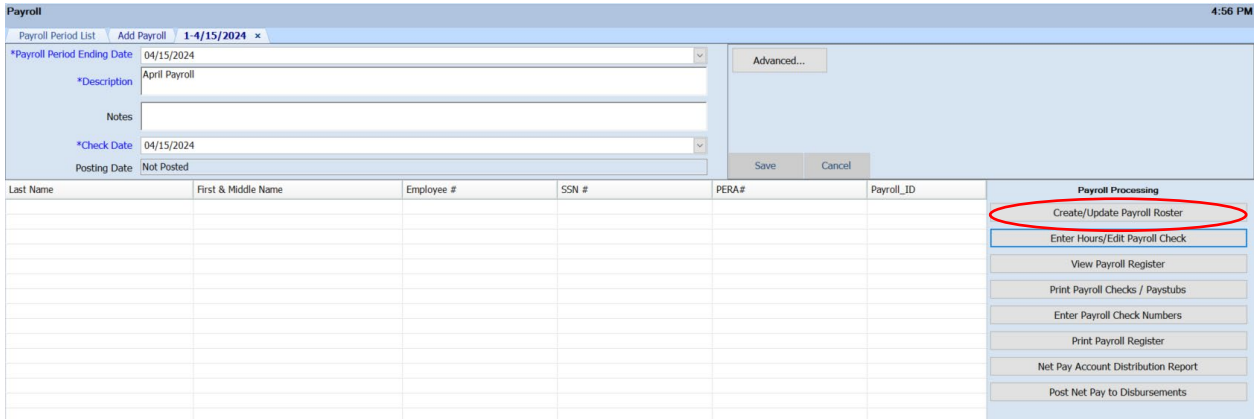 Payroll 4:56 PM
Payroll Period List Add Payroll 1-4/15/2024 ×
*Payroll Period Ending Date 04/15/2024
Advanced...
*Description April Payroll
Notes
*Check Date 04/15/2024
Posting Date Not Posted
Save Cancel
Last Name First & Middle Name Employee # SSN # PERA# Payroll_ID
Payroll Processing
Create/Update Payroll Roster
Enter Hours/Edit Payroll Check
View Payroll Register
Print Payroll Checks / Paystubs
Enter Payroll Check Numbers
Print Payroll Register
Net Pay Account Distribution Report
Post Net Pay to Disbursements